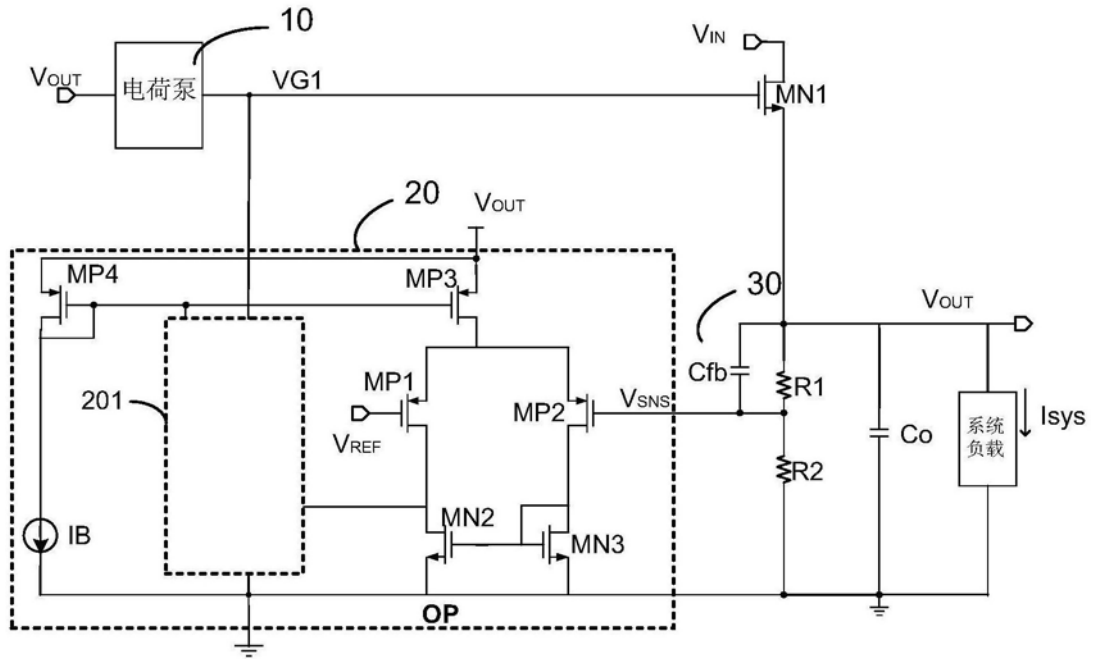 10
VIN
VOUT
电荷泵
VG1
MN1
20
VOUT
MP4
MP3
30
VOUT
Cfb
R1
201
MP1
MP2
VSNS
VREF
Co
系统
负载
Isys
R2
IB
MN2
MN3
OP